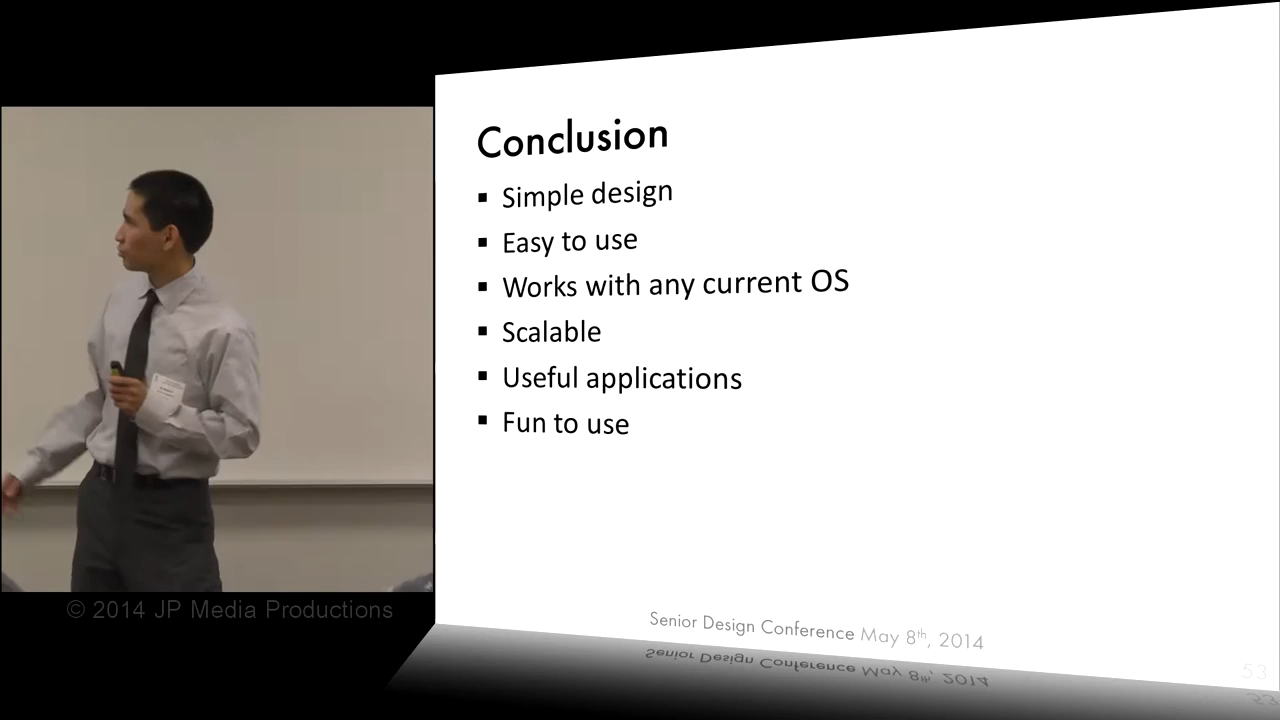 Conclusion
▪ Simple design
▪ Easy to use
▪ Works with any current OS
▪ Scalable
▪ Useful applications
▪ Fun to use
© 2014 JP Media Productions
Senior Design Conference May 8th, 2014
53